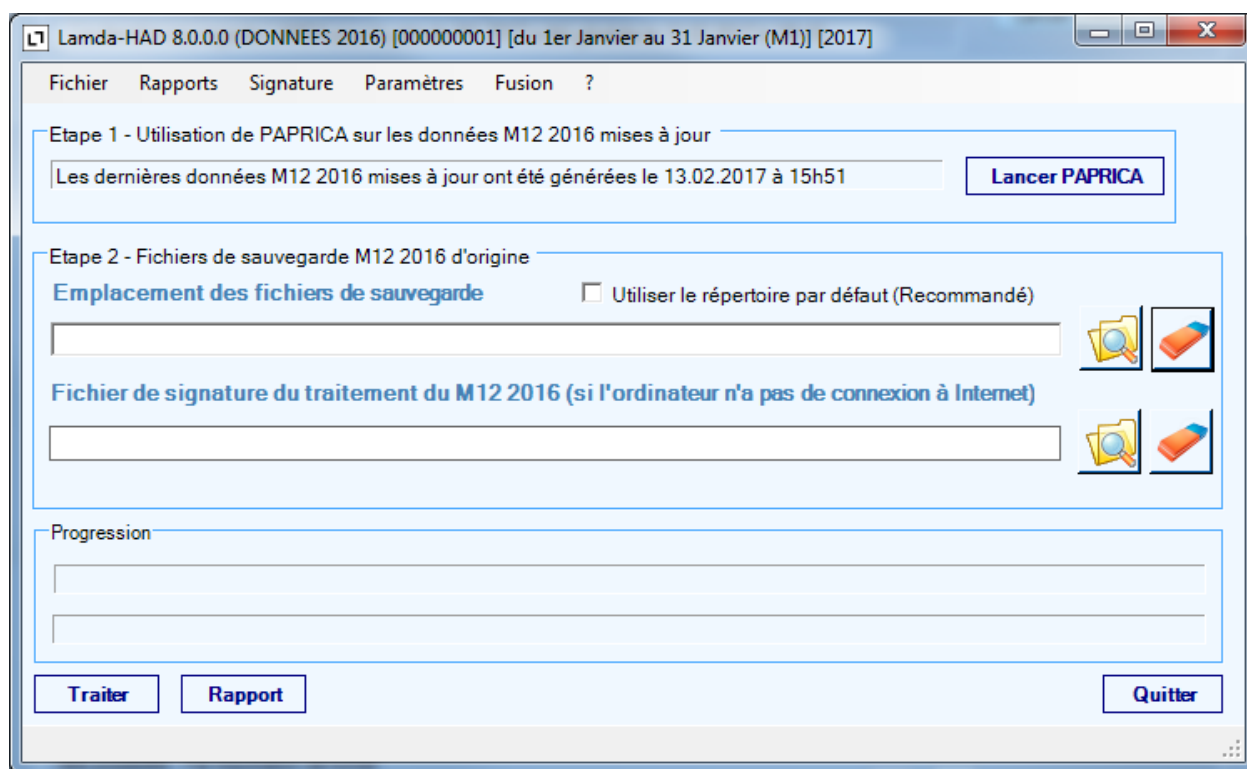 Lamda-HAD 8.0.0.0 (DONNEES 2016) [000000001] [du 1er Janvier au 31 Janvier (M1)] [2017]
Fichier Rapports Signature Paramètres Fusion ?
Etape 1 - Utilisation de PAPRICA sur les données M12 2016 mises à jour
Les dernières données M12 2016 mises à jour ont été générées le 13.02.2017 à 15h51 Lancer PAPRICA
Etape 2 - Fichiers de sauvegarde M12 2016 d'origine
Emplacement des fichiers de sauvegarde Utiliser le répertoire par défaut (Recommandé)
Fichier de signature du traitement du M12 2016 (si l'ordinateur n'a pas de connexion à Internet)
Progression
Traiter Rapport Quitter